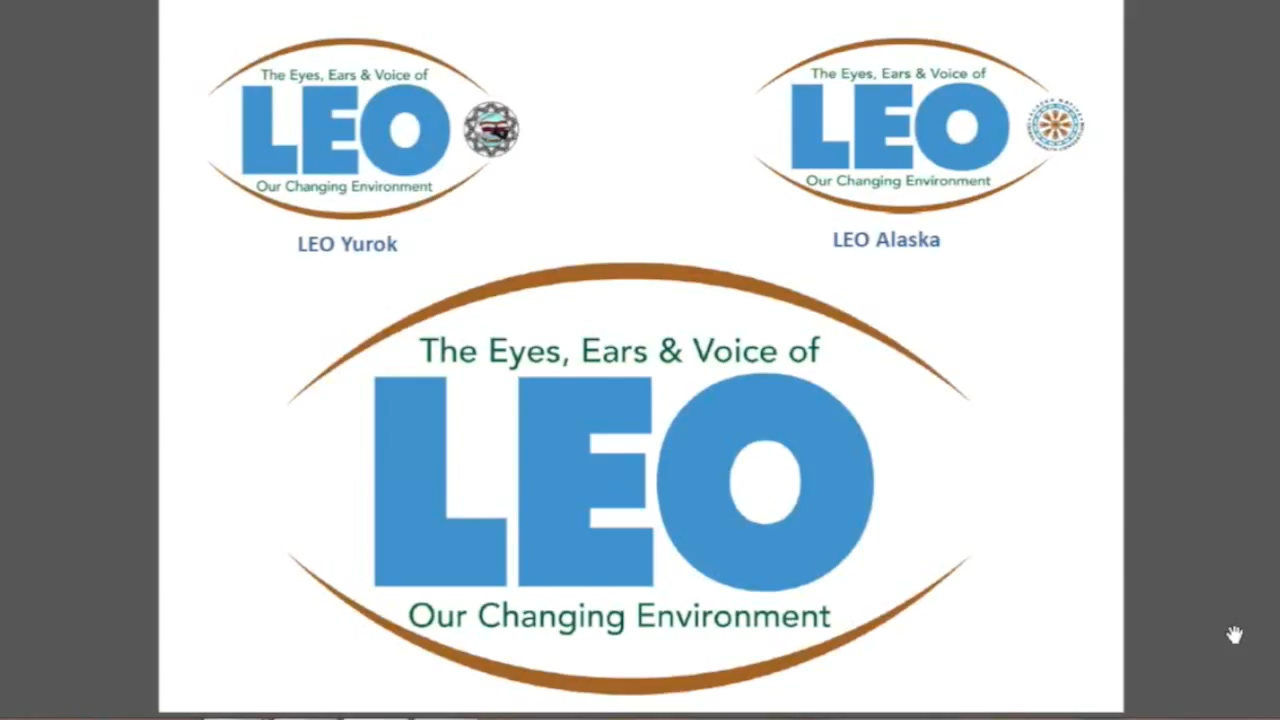 The Eyes, Ears & Voice of
LEO
Our Changing Environment
LEO Yurok
The Eyes, Ears & Voice of
LEO
Our Changing Environment
LEO Alaska
The Eyes, Ears & Voice of
LEO
Our Changing Environment